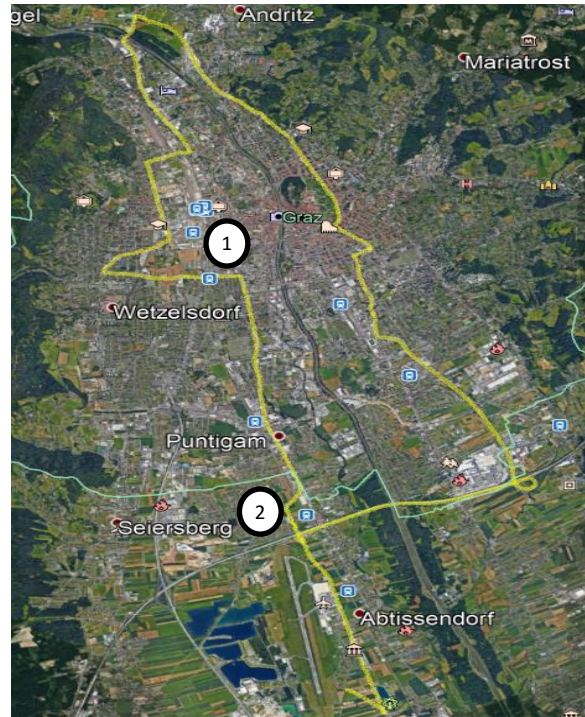 gel
Andritz
Mariatrost
Graz
1
Wetzelsdorf
Puntigam
2
Seiersberg
Abtissendorf